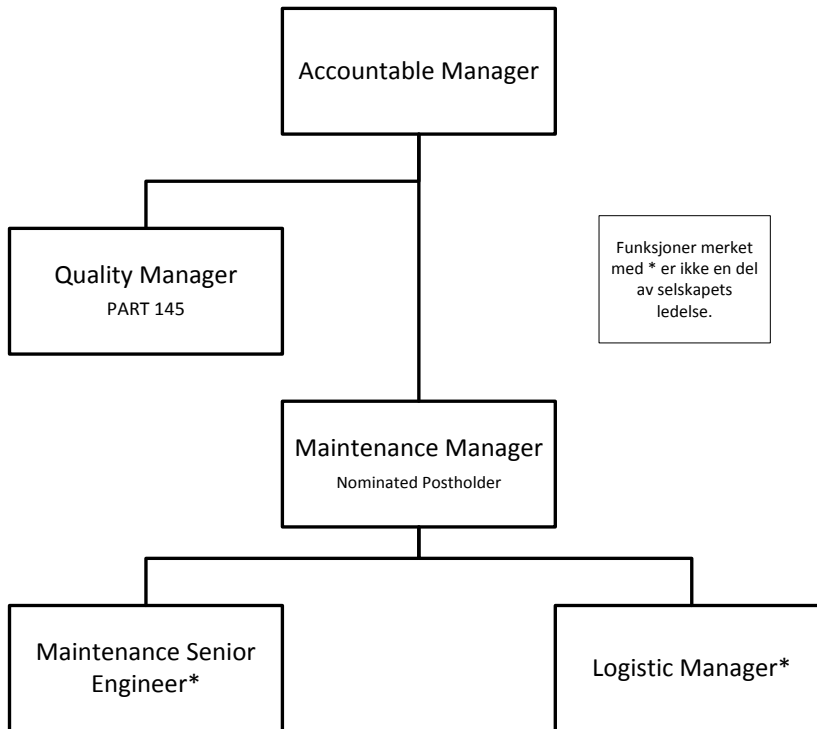 Accountable Manager
Quality Manager
PART 145
Funksjoner merket
med * er ikke en del
av selskapets
ledelse.
Maintenance Manager
Nominated Postholder
Maintenance Senior
Engineer*
Logistic Manager*